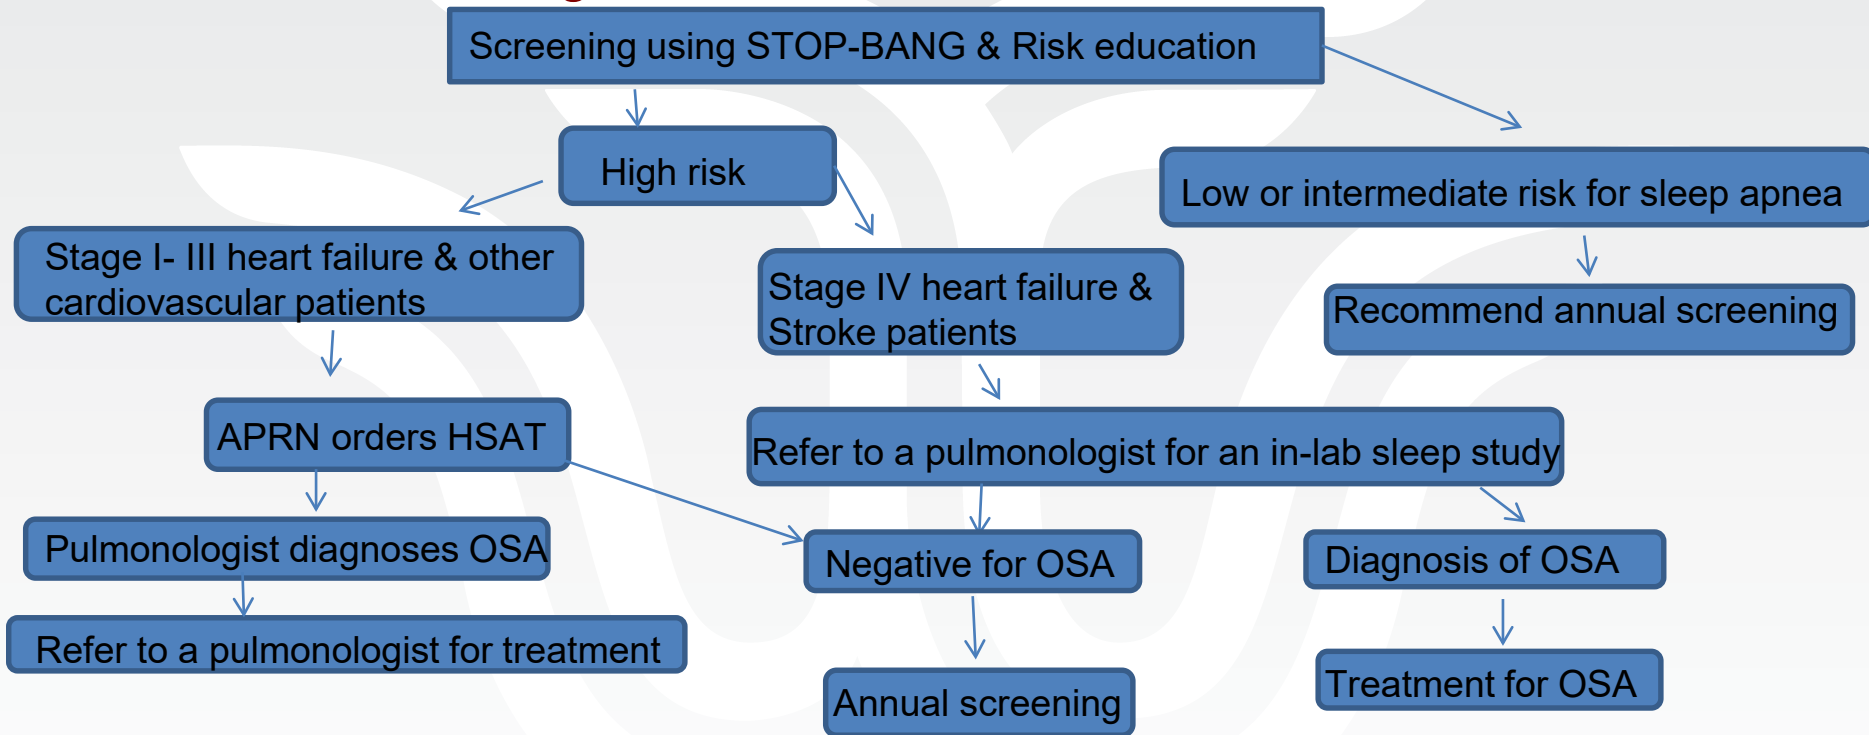 Screening using STOP-BANG & Risk education
High risk
Low or intermediate risk for sleep apnea
Stage I- III heart failure & other
cardiovascular patients
Stage IV heart failure &
Stroke patients
Recommend annual screening
APRN orders HSAT
Refer to a pulmonologist for an in-lab sleep study
Pulmonologist diagnoses OSA
Negative for OSA
Diagnosis of OSA
Refer to a pulmonologist for treatment
Annual screening
Treatment for OSA